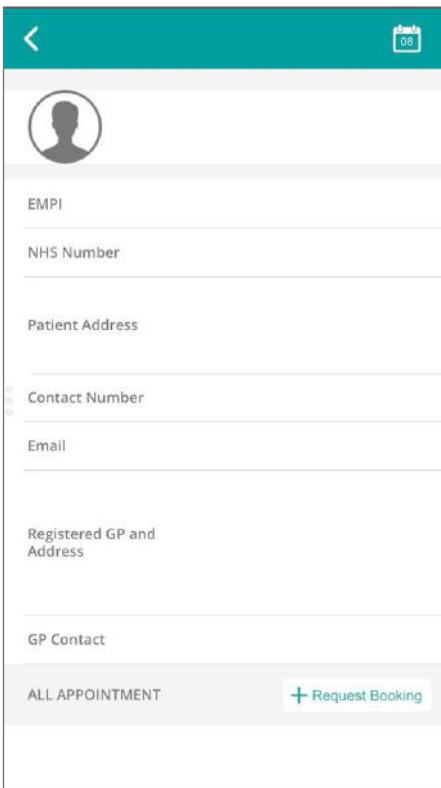 08
EMPI
NHS Number
Patient Address
Contact Number
Email
Registered GP and
Address
GP Contact
ALL APPOINTMENT
+ Request Booking